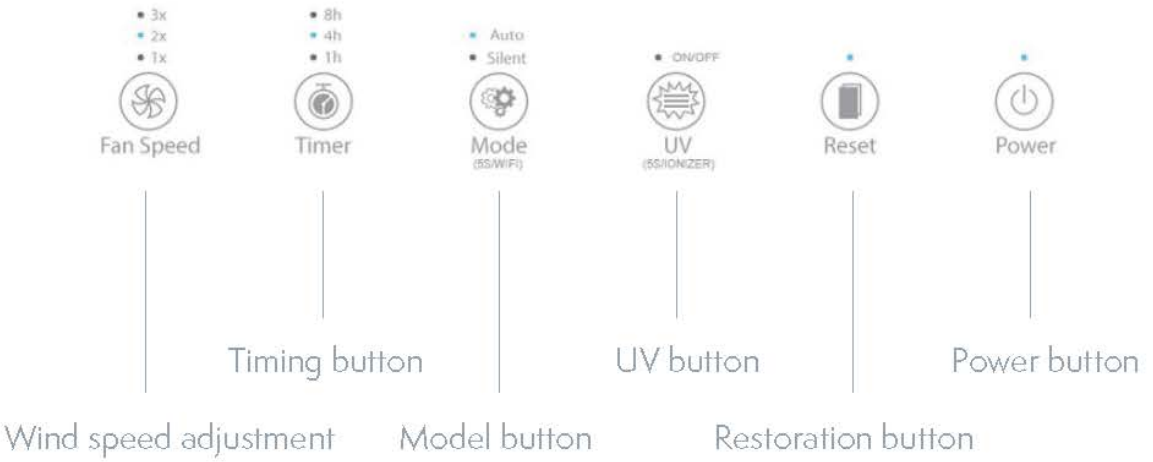 3x
2x
1x
Fan Speed
8h
4h
1h
Timer
Auto
Silent
Mode
(5S/WIFI)
ON/OFF
UV
(5S/IONIZER)
Reset
Power
Timing button
UV button
Power button
Wind speed adjustment
Model button
Restoration button